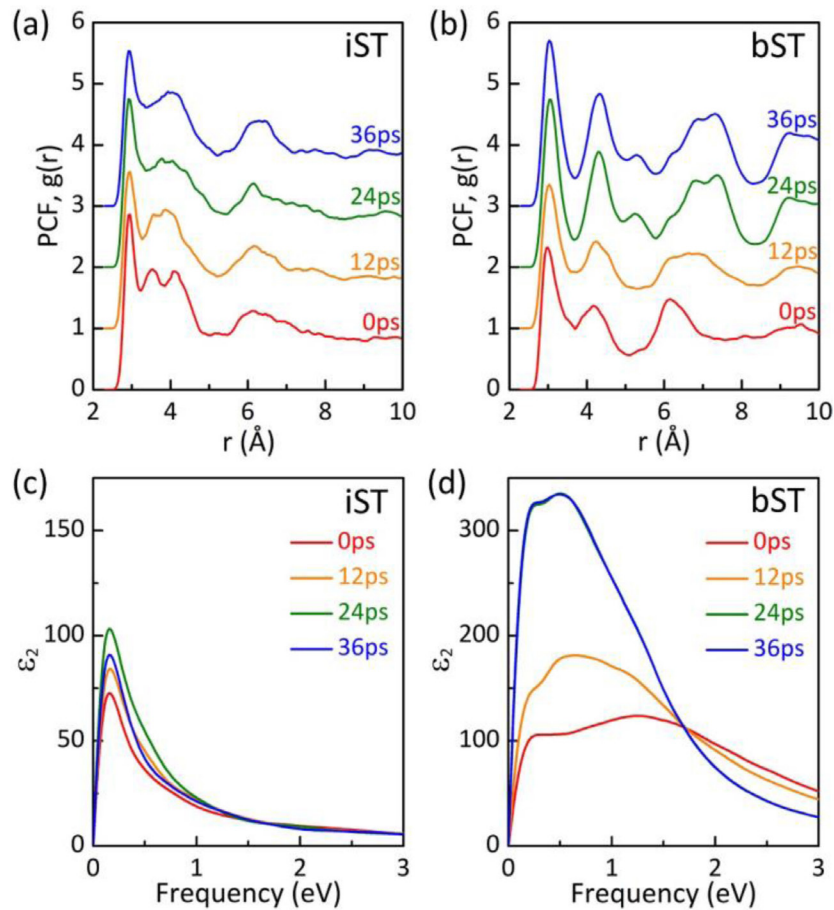 (a)
iST
PCF, g(r)
6
5
4
3
2
1
0
36ps
24ps
12ps
0ps
2 4 6 8 10
r (Å)
(b)
bST
PCF, g(r)
6
5
4
3
2
1
0
36ps
24ps
12ps
0ps
2 4 6 8 10
r (Å)
(c)
iST
ε2
150
100
50
0
0ps
12ps
24ps
36ps
0 1 2 3
Frequency (eV)
(d)
bST
ε2
300
250
200
150
100
50
0
0ps
12ps
24ps
36ps
0 1 2 3
Frequency (eV)